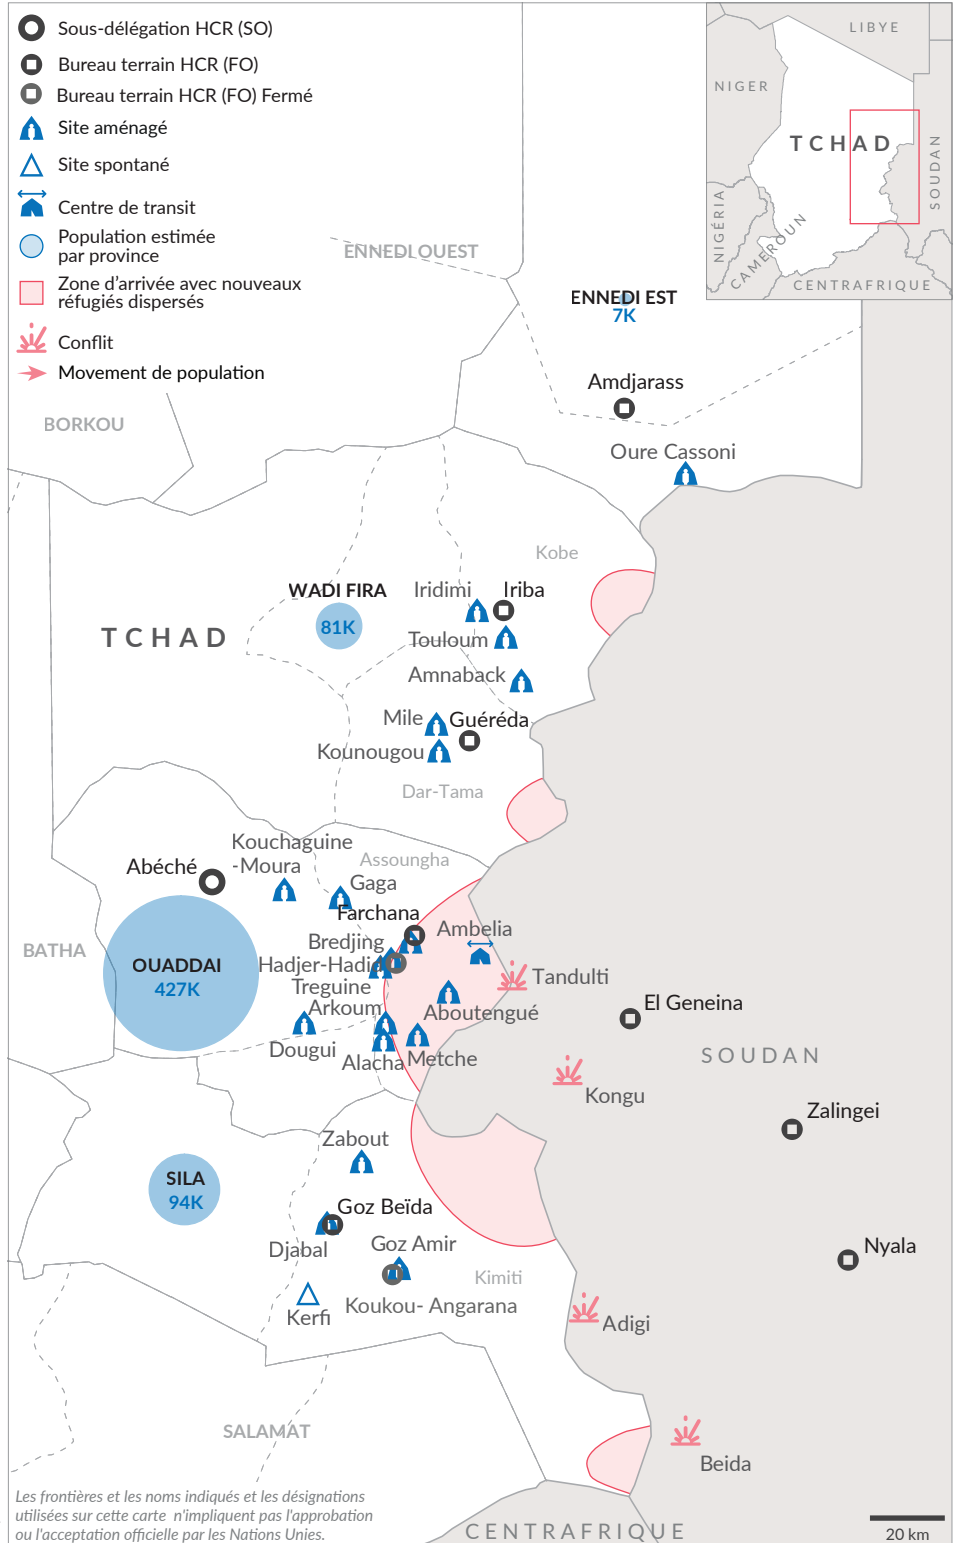 Sous-délégation HCR (SO)
Bureau terrain HCR (FO)
Bureau terrain HCR (FO) Fermé
Site aménagé
Site spontané
Centre de transit
Population estimée
par province
Zone d'arrivée avec nouveaux
réfugiés dispersés
Conflit
Movement de population
LIBYE
NIGER
TCHAD
SOUDAN
NIGÉRIA
CAMEROUN
CENTRAFRIQUE
ENNEDI OUEST
ENNEDI EST
7K
Amdjarass
BORKOU
Oure Cassoni
Kobe
WADI FIRA
81K
Iridimi
Iriba
TCHAD
Touloum
Amnaback
Mile
Guéréda
Kounougou
Dar-Tama
Kouchaguine
-Moura
Abéché
Assoungha
Gaga
Farchana
Ambelia
BATHA
Bredjing
OUADDAI
427K
Hadjer-Hadid
Tandulti
Treguine
Arkoum
Aboutengué
El Geneina
Dougui
Alacha
Metche
SOUDAN
Kongu
Zalingei
Zabout
SILA
94K
Goz Beïda
Djabal
Goz Amir
Nyala
Kimiti
Koukou- Angarana
Kerfi
Adigi
SALAMAT
Beida
Les frontières et les noms indiqués et les désignations
utilisées sur cette carte n'impliquent pas l'approbation
ou l'acceptation officielle par les Nations Unies.
CENTRAFRIQUE
20 km